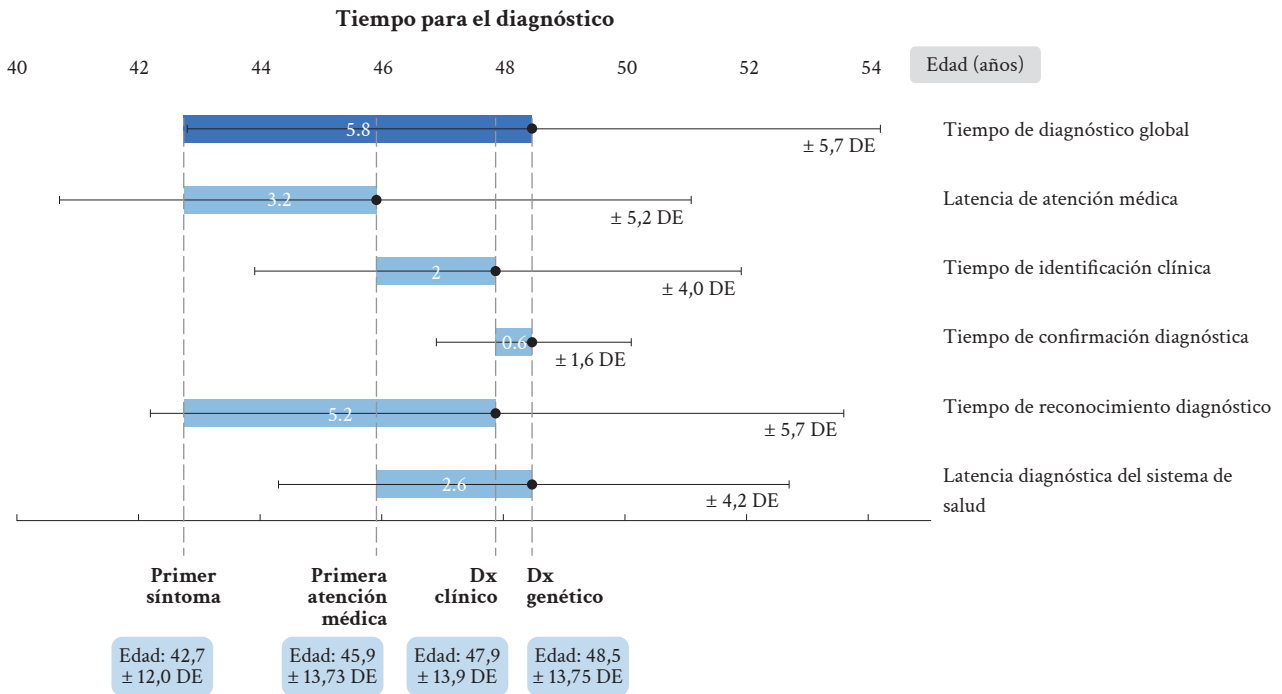 Tiempo para el diagnóstico
40 42 44 46 48 50 52 54 Edad (años)
5.8 ± 5,7 DE Tiempo de diagnóstico global
3.2 ± 5,2 DE Latencia de atención médica
2 ± 4,0 DE Tiempo de identificación clínica
0.6 ± 1,6 DE Tiempo de confirmación diagnóstica
5.2 ± 5,7 DE Tiempo de reconocimiento diagnóstico
2.6 ± 4,2 DE Latencia diagnóstica del sistema de
salud
Primer
síntoma
Primera
atención
médica
Dx
clínico
Dx
genético
Edad: 42,7
± 12,0 DE
Edad: 45,9
± 13,73 DE
Edad: 47,9
± 13,9 DE
Edad: 48,5
± 13,75 DE